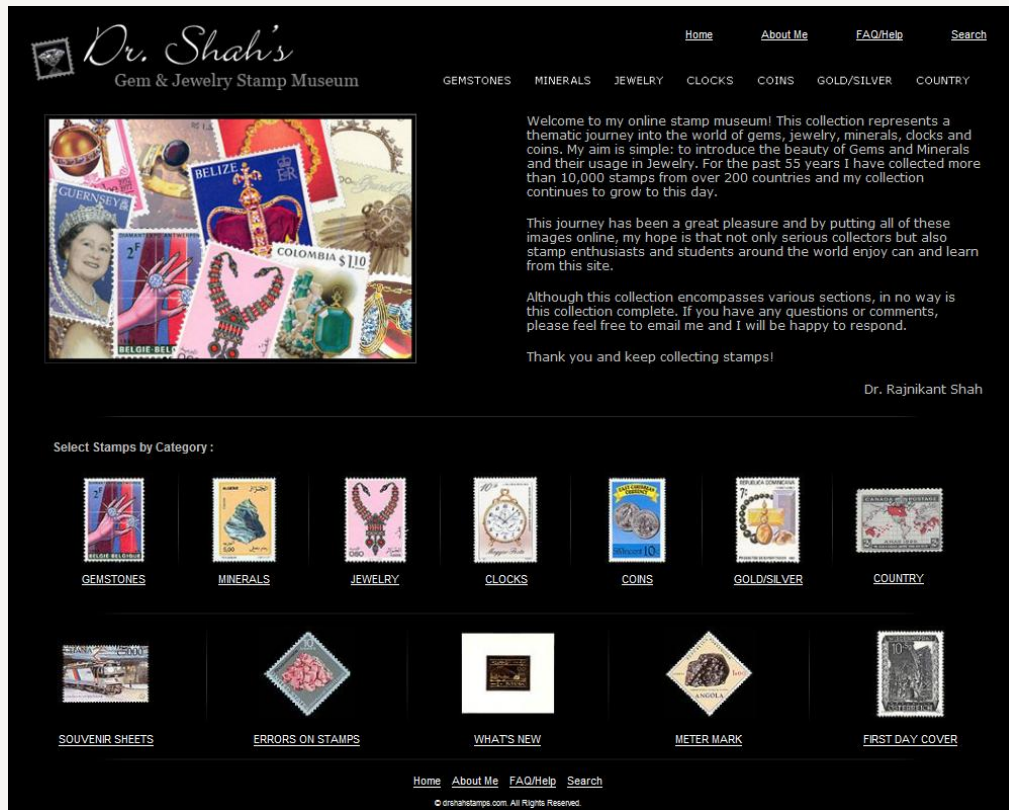 Dr. Shah's
Gem & Jewelry Stamp Museum
Home About Me FAQ/Help Search
GEMSTONES MINERALS JEWELRY CLOCKS COINS GOLD/SILVER COUNTRY
BELIZE
GUERNSEY
2F
COLOMBIA $1.10
BELGIE-BELG
Welcome to my online stamp museum! This collection represents a
thematic journey into the world of gems, jewelry, minerals, clocks and
coins. My aim is simple: to introduce the beauty of Gems and Minerals
and their usage in Jewelry. For the past 55 years I have collected more
than 10,000 stamps from over 200 countries and my collection
continues to grow to this day.
This journey has been a great pleasure and by putting all of these
images online, my hope is that not only serious collectors but also
stamp enthusiasts and students around the world enjoy can and learn
from this site.
Although this collection encompasses various sections, in no way is
this collection complete. If you have any questions or comments,
please feel free to email me and I will be happy to respond.
Thank you and keep collecting stamps!
Dr. Rajnikant Shah
Select Stamps by Category :
GEMSTONES MINERALS JEWELRY CLOCKS COINS GOLD/SILVER COUNTRY
SOUVENIR SHEETS ERRORS ON STAMPS WHAT'S NEW METER MARK FIRST DAY COVER
ANGOLA
Home About Me FAQ/Help Search
© drshahstamps.com. All Rights Reserved.